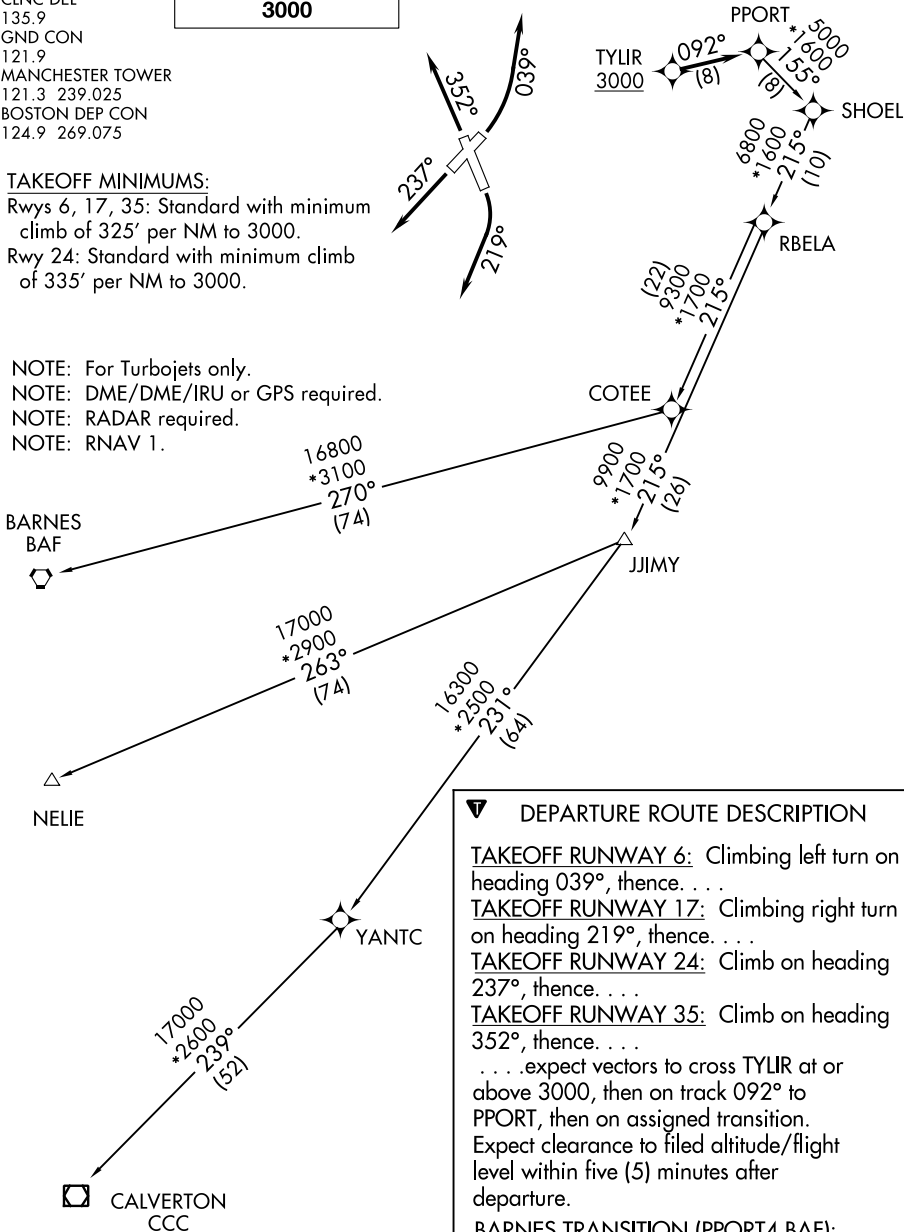 135.9
GND CON
121.9
MANCHESTER TOWER
121.3 239.025
BOSTON DEP CON
124.9 269.075
3000
TAKEOFF MINIMUMS:
Rwys 6, 17, 35: Standard with minimum
climb of 325' per NM to 3000.
Rwy 24: Standard with minimum climb
of 335' per NM to 3000.
NOTE: For Turbojets only.
NOTE: DME/DME/IRU or GPS required.
NOTE: RADAR required.
NOTE: RNAV 1.
352°
039°
237°
219°
TYLIR
3000
092°
(8)
PPORT
5000
*1600
155°
(8)
SHOEL
6800
*1600
215°
(10)
RBELA
(22)
9300
*1700
215°
COTEE
9900
*1700
215°
(26)
JJIMY
16800
*3100
270°
(74)
BARNES
BAF
17000
*2900
263°
(74)
NELIE
16300
*2500
231°
(64)
YANTC
17000
*2600
239°
(52)
CALVERTON
CCC
T DEPARTURE ROUTE DESCRIPTION
TAKEOFF RUNWAY 6: Climbing left turn on
heading 039°, thence. . . .
TAKEOFF RUNWAY 17: Climbing right turn
on heading 219°, thence. . . .
TAKEOFF RUNWAY 24: Climb on heading
237°, thence. . . .
TAKEOFF RUNWAY 35: Climb on heading
352°, thence. . . .
. . . .expect vectors to cross TYLIR at or
above 3000, then on track 092° to
PPORT, then on assigned transition.
Expect clearance to filed altitude/flight
level within five (5) minutes after
departure.
BARNES TRANSITION (PPORT4.BAF):